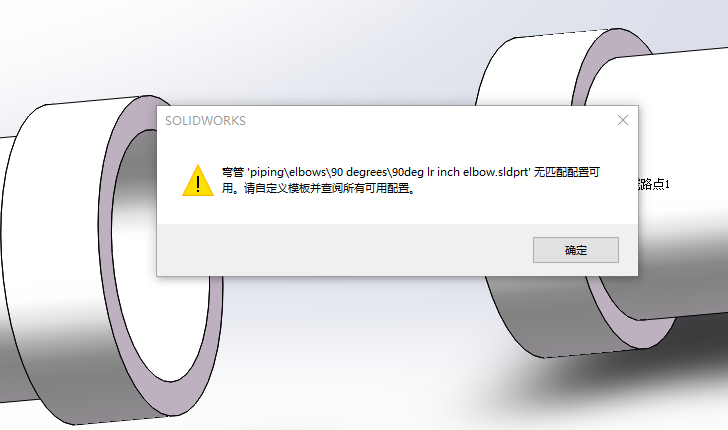 SOLIDWORKS
弯管 'piping\elbows\90 degrees\90deg lr inch elbow.sldprt' 无匹配配置可
用。请自定义模板并查阅所有可用配置。
路点1
确定